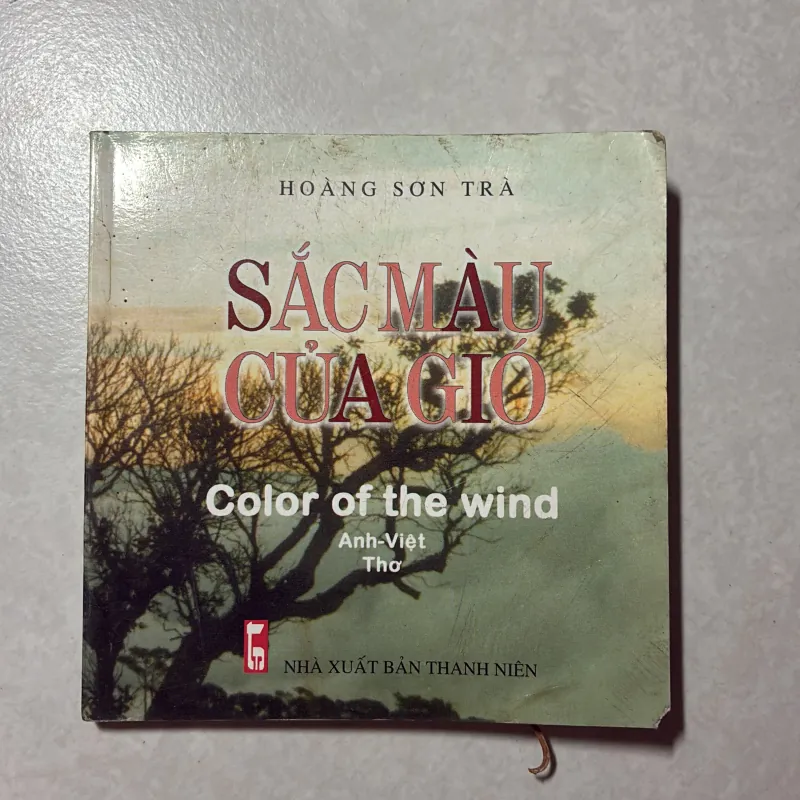 HOÀNG SƠN TRÀ
SẮC MÀU
CỦA GIÓ
Color of the wind
Anh-Việt
Thơ
NHÀ XUẤT BẢN THANH NIÊN